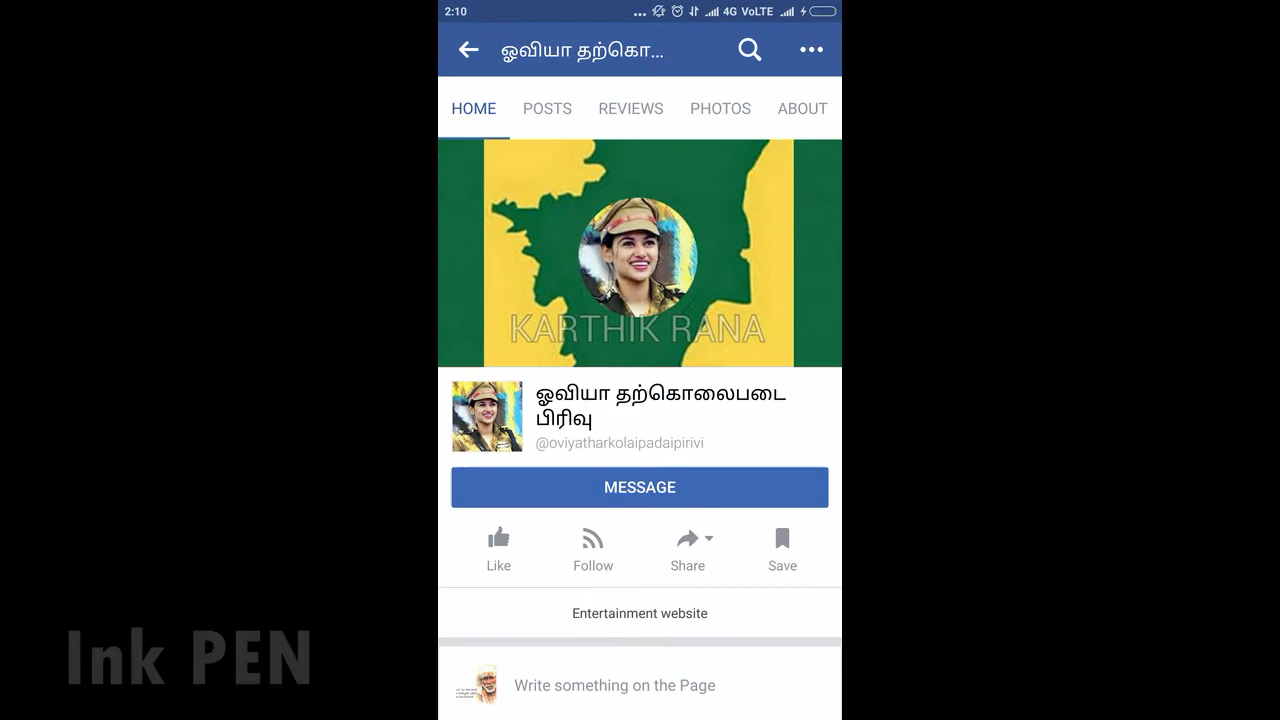 2:10
... 4G VoLTE
ஓவியா தற்கொ...
HOME POSTS REVIEWS PHOTOS ABOUT
KARTHIK RANA
ஓவியா தற்கொலைபடை
பிரிவு
@oviyatharkolaipadaipirivi
MESSAGE
Like Follow Share Save
Entertainment website
Write something on the Page
Ink PEN